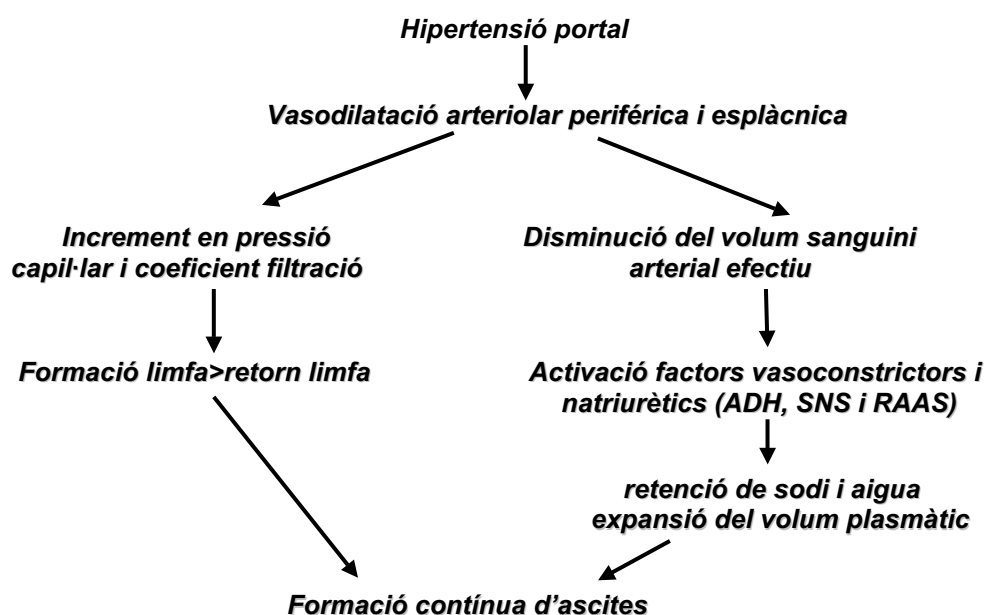 Hipertensió portal
Vasodilatació arteriolar periférica i esplàcnica
Increment en pressió
capil·lar i coeficient filtració
Disminució del volum sanguini
arterial efectiu
Formació limfa>retorn limfa
Activació factors vasoconstrictors i
natriurètics (ADH, SNS i RAAS)
retenció de sodi i aigua
expansió del volum plasmàtic
Formació contínua d'ascites